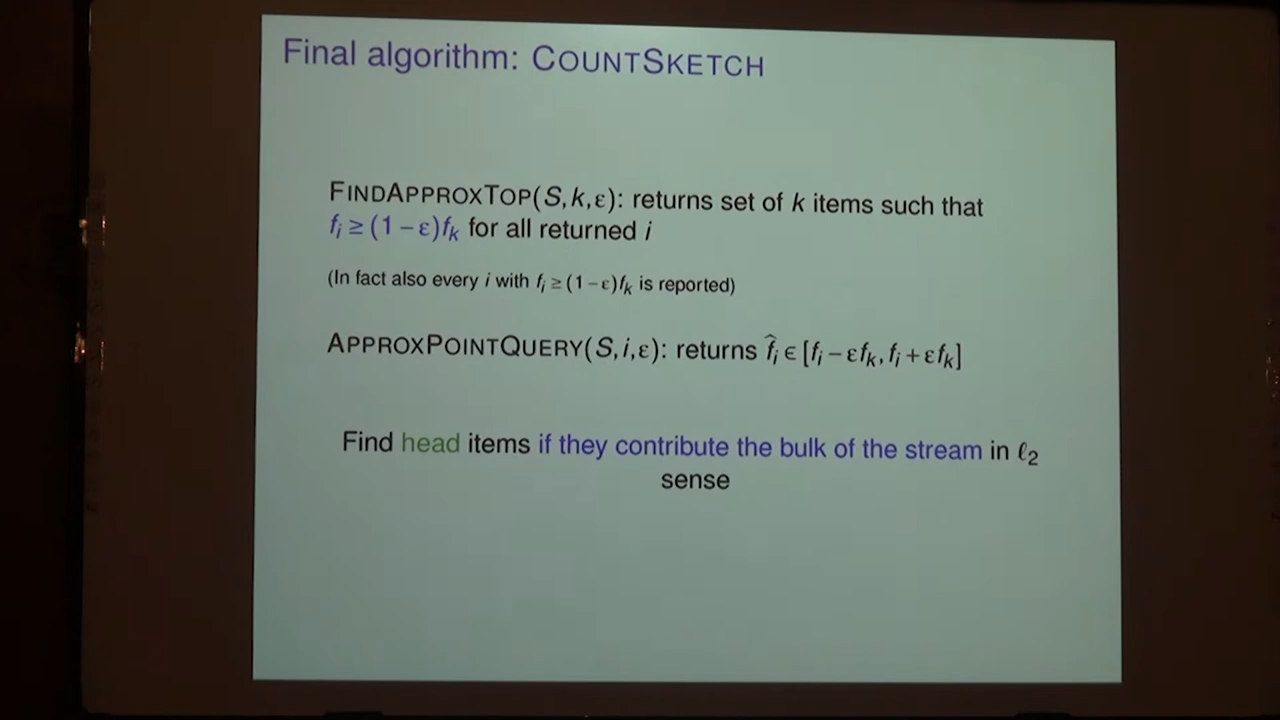 Final algorithm: COUNTSKETCH
FINDAPPROXTOP(S,k,ε): returns set of k items such that
fᵢ ≥ (1−ε)fₖ for all returned i
(In fact also every i with fᵢ ≥ (1−ε)fₖ is reported)
APPROXPOINTQUERY(S,i,ε): returns f̂ᵢ ∈ [fᵢ − εfₖ, fᵢ + εfₖ]
Find head items if they contribute the bulk of the stream in ℓ₂
sense